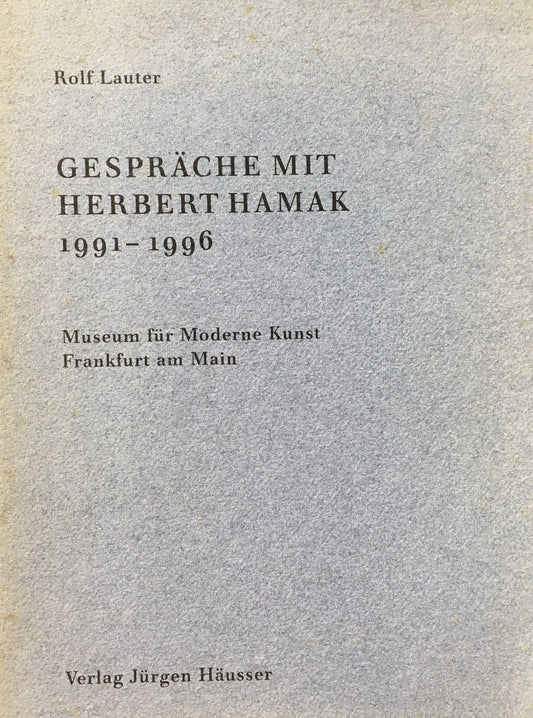 Rolf Lauter
GESPRÄCHE MIT
HERBERT HAMAK
1991–1996
Museum für Moderne Kunst
Frankfurt am Main
Verlag Jürgen Häusser